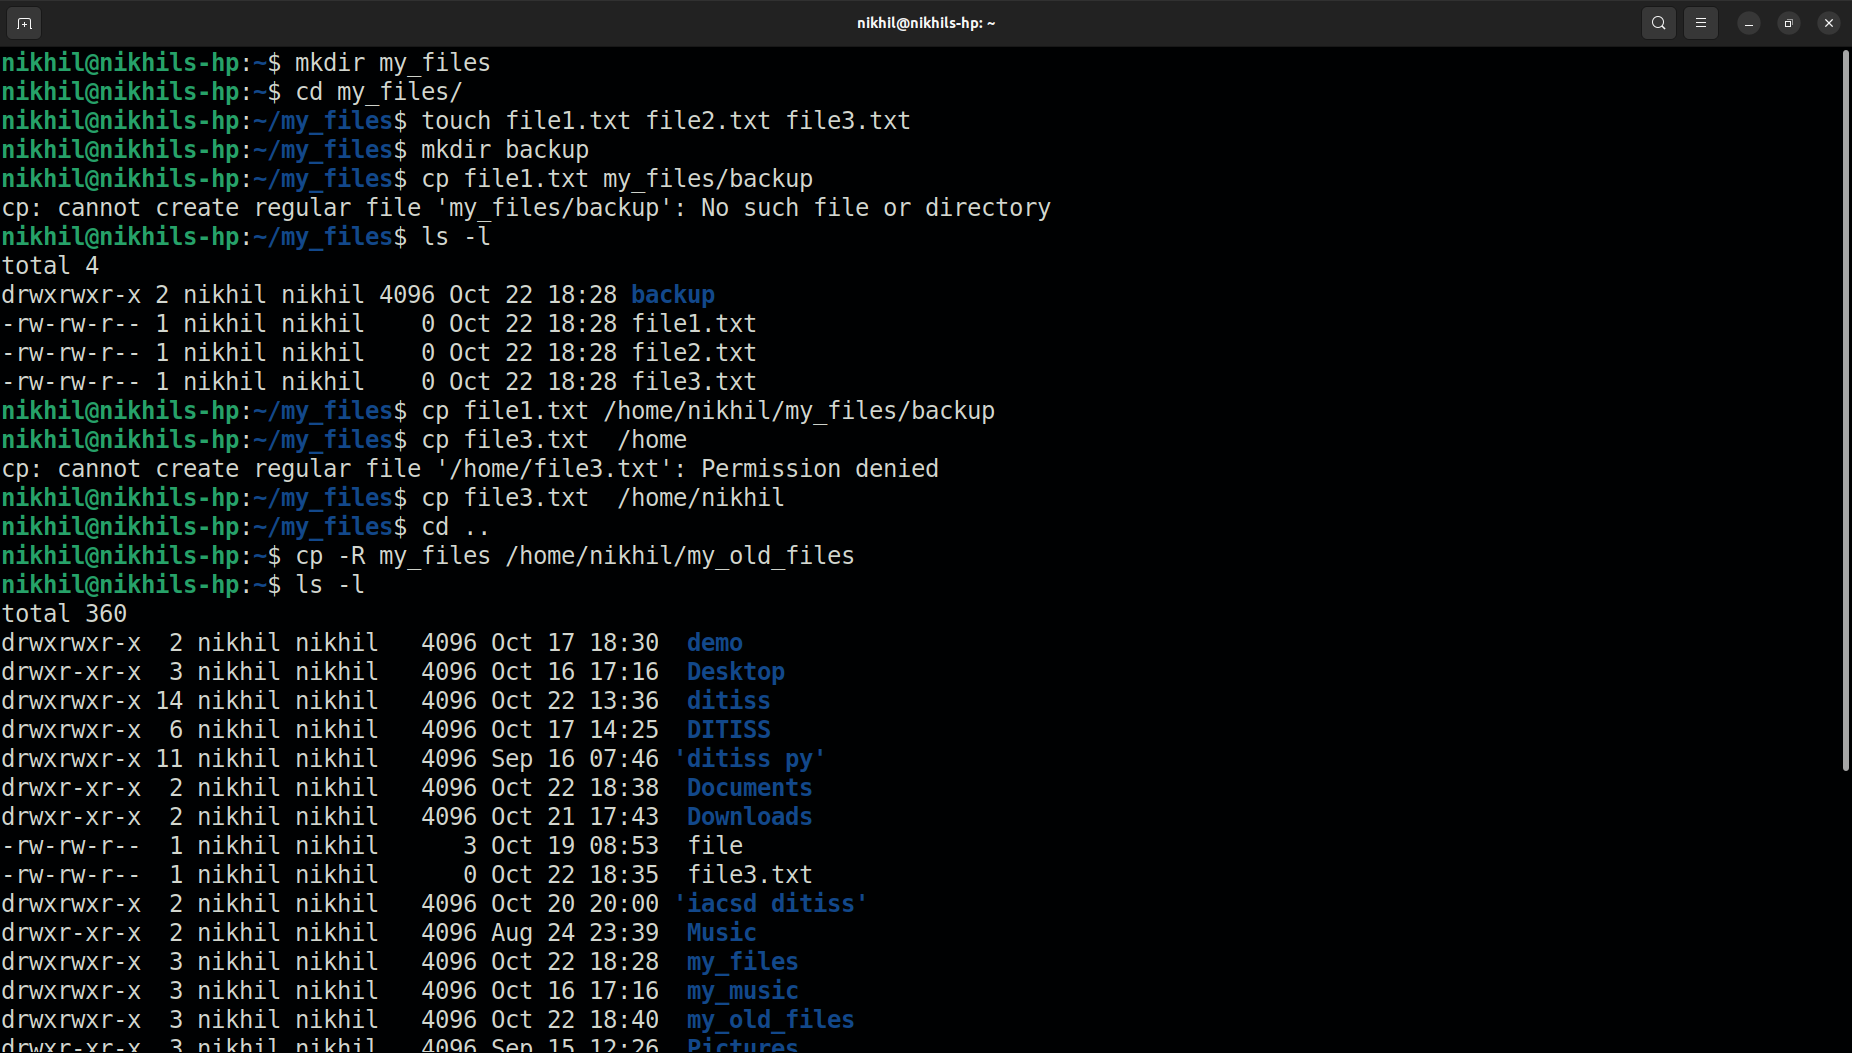 nikhil@nikhils-hp: ~
nikhil@nikhils-hp:~$ mkdir my_files
nikhil@nikhils-hp:~$ cd my_files/
nikhil@nikhils-hp:~/my_files$ touch file1.txt file2.txt file3.txt
nikhil@nikhils-hp:~/my_files$ mkdir backup
nikhil@nikhils-hp:~/my_files$ cp file1.txt my_files/backup
cp: cannot create regular file 'my_files/backup': No such file or directory
nikhil@nikhils-hp:~/my_files$ ls -l
total 4
drwxrwxr-x 2 nikhil nikhil 4096 Oct 22 18:28 backup
-rw-rw-r-- 1 nikhil nikhil    0 Oct 22 18:28 file1.txt
-rw-rw-r-- 1 nikhil nikhil    0 Oct 22 18:28 file2.txt
-rw-rw-r-- 1 nikhil nikhil    0 Oct 22 18:28 file3.txt
nikhil@nikhils-hp:~/my_files$ cp file1.txt /home/nikhil/my_files/backup
nikhil@nikhils-hp:~/my_files$ cp file3.txt  /home
cp: cannot create regular file '/home/file3.txt': Permission denied
nikhil@nikhils-hp:~/my_files$ cp file3.txt  /home/nikhil
nikhil@nikhils-hp:~/my_files$ cd ..
nikhil@nikhils-hp:~$ cp -R my_files /home/nikhil/my_old_files
nikhil@nikhils-hp:~$ ls -l
total 360
drwxrwxr-x  2 nikhil nikhil   4096 Oct 17 18:30  demo
drwxr-xr-x  3 nikhil nikhil   4096 Oct 16 17:16  Desktop
drwxrwxr-x 14 nikhil nikhil   4096 Oct 22 13:36  ditiss
drwxrwxr-x  6 nikhil nikhil   4096 Oct 17 14:25  DITISS
drwxrwxr-x 11 nikhil nikhil   4096 Sep 16 07:46 'ditiss py'
drwxr-xr-x  2 nikhil nikhil   4096 Oct 22 18:38  Documents
drwxr-xr-x  2 nikhil nikhil   4096 Oct 21 17:43  Downloads
-rw-rw-r--  1 nikhil nikhil      3 Oct 19 08:53  file
-rw-rw-r--  1 nikhil nikhil      0 Oct 22 18:35  file3.txt
drwxrwxr-x  2 nikhil nikhil   4096 Oct 20 20:00 'iacsd ditiss'
drwxr-xr-x  2 nikhil nikhil   4096 Aug 24 23:39  Music
drwxrwxr-x  3 nikhil nikhil   4096 Oct 22 18:28  my_files
drwxrwxr-x  3 nikhil nikhil   4096 Oct 16 17:16  my_music
drwxrwxr-x  3 nikhil nikhil   4096 Oct 22 18:40  my_old_files
drwxr-xr-x  3 nikhil nikhil   4096 Sep 15 12:26  Pictures